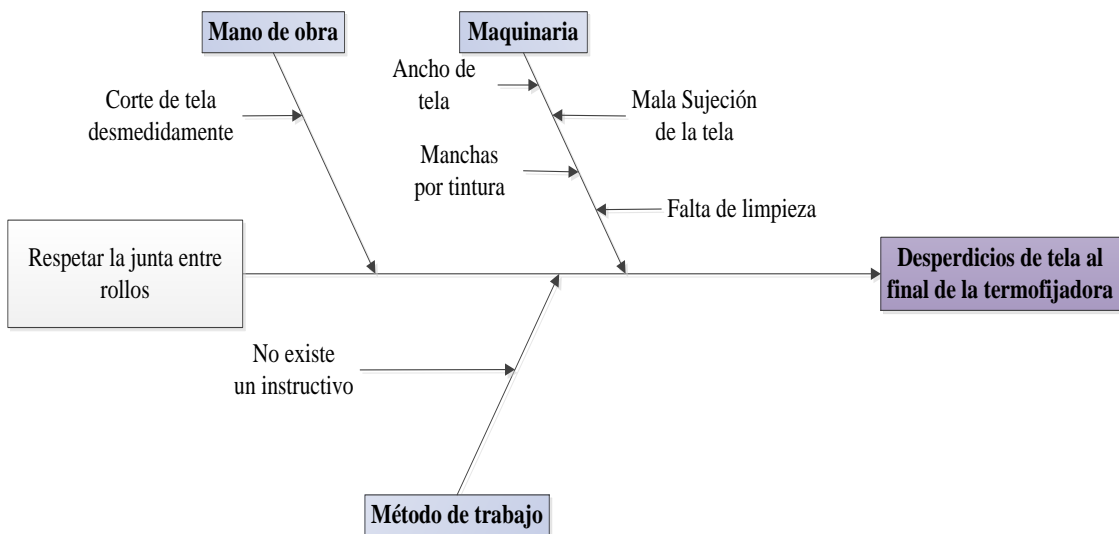 Mano de obra
Maquinaria
Corte de tela
desmedidamente
Ancho de
tela
Mala Sujeción
de la tela
Manchas
por tintura
Falta de limpieza
Respetar la junta entre
rollos
Desperdicios de tela al
final de la termofijadora
No existe
un instructivo
Método de trabajo